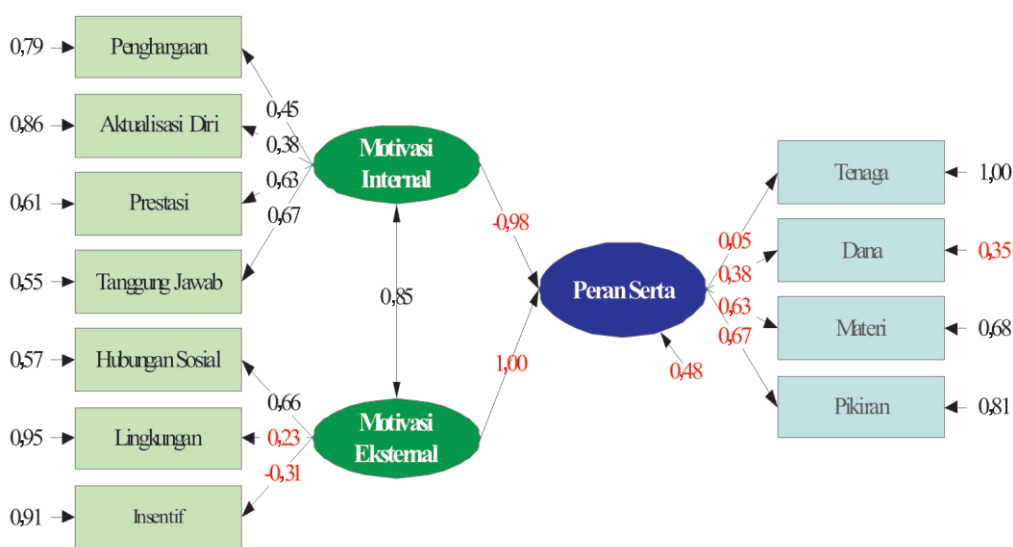 0,79
Penghargaan
0,86
Aktualisasi Diri
0,61
Prestasi
0,55
Tanggung Jawab
0,57
Hubungan Sosial
0,95
Lingkungan
0,91
Insentif
0,45
0,38
0,63
0,67
0,66
0,23
-0,31
Motivasi
Internal
0,85
Motivasi
Eksternal
-0,98
1,00
Peran Serta
0,48
0,05
0,38
0,63
0,67
Tenaga
1,00
Dana
0,35
Materi
0,68
Pikiran
0,81